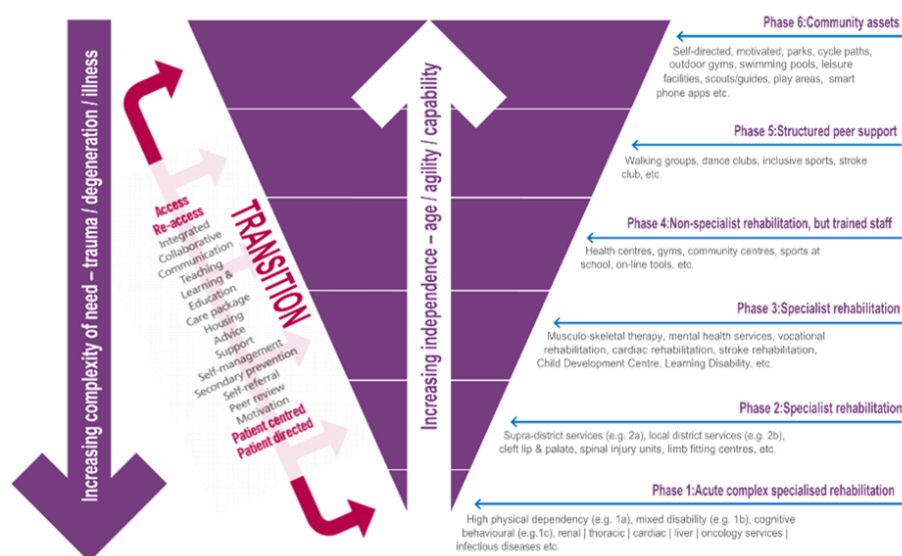 Increasing complexity of need – trauma / degeneration / illness
Access
Re-access
Integrated
Collaborative
Communication
Teaching
Learning &
Education
Care package
Housing
Advice
Support
Self-management
Secondary prevention
Self-referral
Peer review
Motivation
Patient centred
Patient directed
TRANSITION
Increasing independence – age / agility / capability
Phase 6:Community assets
Self-directed, motivated, parks, cycle paths,
outdoor gyms, swimming pools, leisure
facilities, scouts/guides, play areas, smart
phone apps etc.
Phase 5:Structured peer support
Walking groups, dance clubs, inclusive sports, stroke
club, etc.
Phase 4:Non-specialist rehabilitation, but trained staff
Health centres, gyms, community centres, sports at
school, on-line tools. etc.
Phase 3:Specialist rehabilitation
Musculo-skeletal therapy, mental health services, vocational
rehabilitation, cardiac rehabilitation, stroke rehabilitation,
Child Development Centre, Learning Disability, etc.
Phase 2:Specialist rehabilitation
Supra-district services (e.g. 2a), local district services (e.g. 2b),
cleft lip & palate, spinal injury units, limb fitting centres, etc.
Phase 1:Acute complex specialised rehabilitation
High physical dependency (e.g. 1a), mixed disability (e.g. 1b), cognitive
behavioural (e.g.1c), renal | thoracic | cardiac | liver | oncology services |
infectious diseases etc.